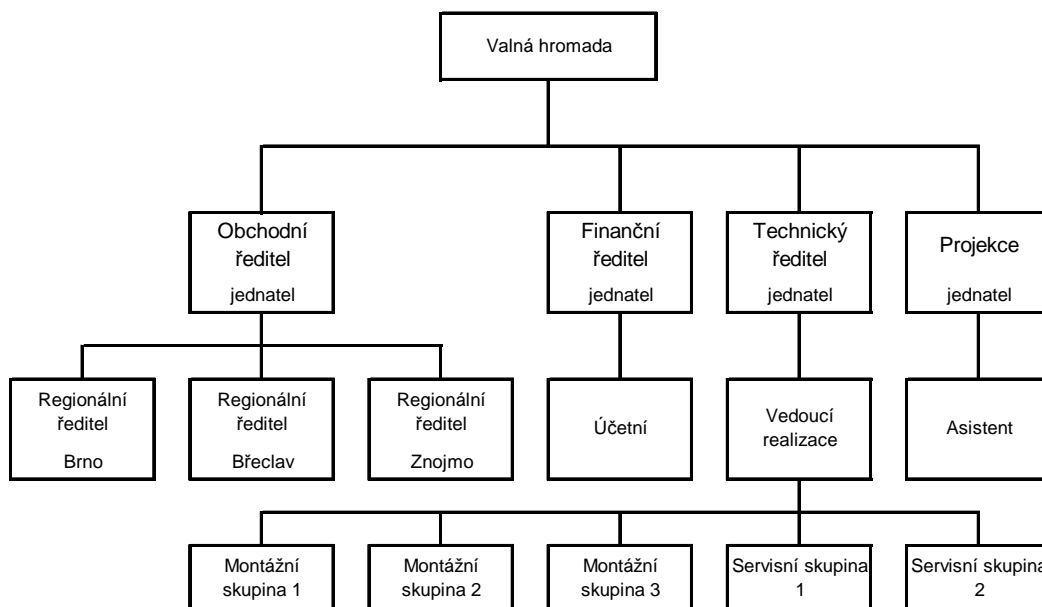 Valná hromada
Obchodní
ředitel
jednatel
Finanční
ředitel
jednatel
Technický
ředitel
jednatel
Projekce
jednatel
Regionální
ředitel
Brno
Regionální
ředitel
Břeclav
Regionální
ředitel
Znojmo
Účetní
Vedoucí
realizace
Asistent
Montážní
skupina 1
Montážní
skupina 2
Montážní
skupina 3
Servisní skupina
1
Servisní skupina
2